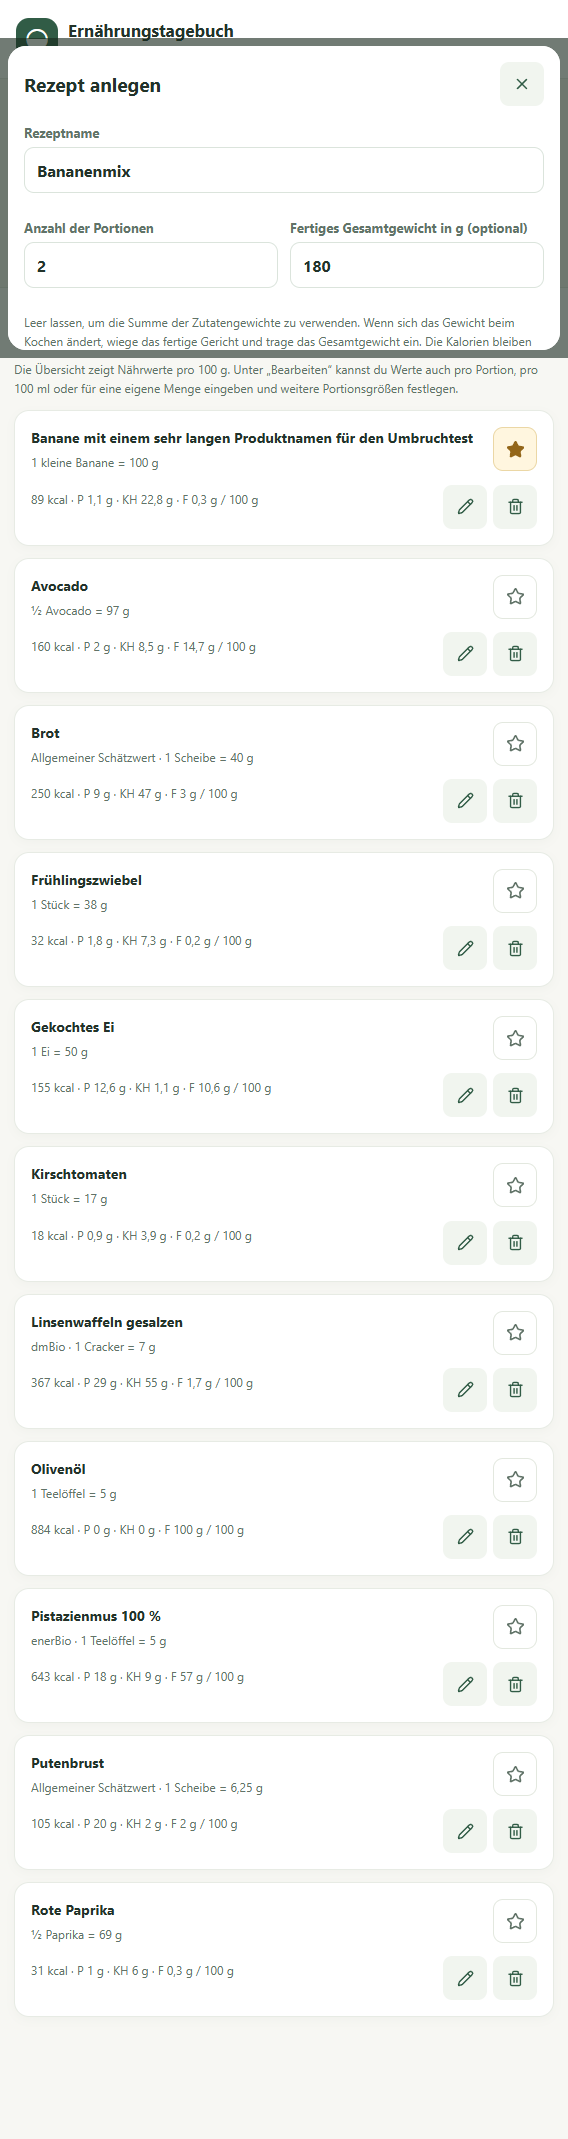 Ernährungstagebuch
Rezept anlegen
Rezeptname
Bananenmix
Anzahl der Portionen
Fertiges Gesamtgewicht in g (optional)
2
180
Leer lassen, um die Summe der Zutatengewichte zu verwenden. Wenn sich das Gewicht beim
Kochen ändert, wiege das fertige Gericht und trage das Gesamtgewicht ein. Die Kalorien bleiben
Die Übersicht zeigt Nährwerte pro 100 g. Unter „Bearbeiten“ kannst du Werte auch pro Portion, pro
100 ml oder für eine eigene Menge eingeben und weitere Portionsgrößen festlegen.
Banane mit einem sehr langen Produktnamen für den Umbruchtest
1 kleine Banane = 100 g
89 kcal · P 1,1 g · KH 22,8 g · F 0,3 g / 100 g
Avocado
½ Avocado = 97 g
160 kcal · P 2 g · KH 8,5 g · F 14,7 g / 100 g
Brot
Allgemeiner Schätzwert · 1 Scheibe = 40 g
250 kcal · P 9 g · KH 47 g · F 3 g / 100 g
Frühlingszwiebel
1 Stück = 38 g
32 kcal · P 1,8 g · KH 7,3 g · F 0,2 g / 100 g
Gekochtes Ei
1 Ei = 50 g
155 kcal · P 12,6 g · KH 1,1 g · F 10,6 g / 100 g
Kirschtomaten
1 Stück = 17 g
18 kcal · P 0,9 g · KH 3,9 g · F 0,2 g / 100 g
Linsenwaffeln gesalzen
dmBio · 1 Cracker = 7 g
367 kcal · P 29 g · KH 55 g · F 1,7 g / 100 g
Olivenöl
1 Teelöffel = 5 g
884 kcal · P 0 g · KH 0 g · F 100 g / 100 g
Pistazienmus 100 %
enerBio · 1 Teelöffel = 5 g
643 kcal · P 18 g · KH 9 g · F 57 g / 100 g
Putenbrust
Allgemeiner Schätzwert · 1 Scheibe = 6,25 g
105 kcal · P 20 g · KH 2 g · F 2 g / 100 g
Rote Paprika
½ Paprika = 69 g
31 kcal · P 1 g · KH 6 g · F 0,3 g / 100 g